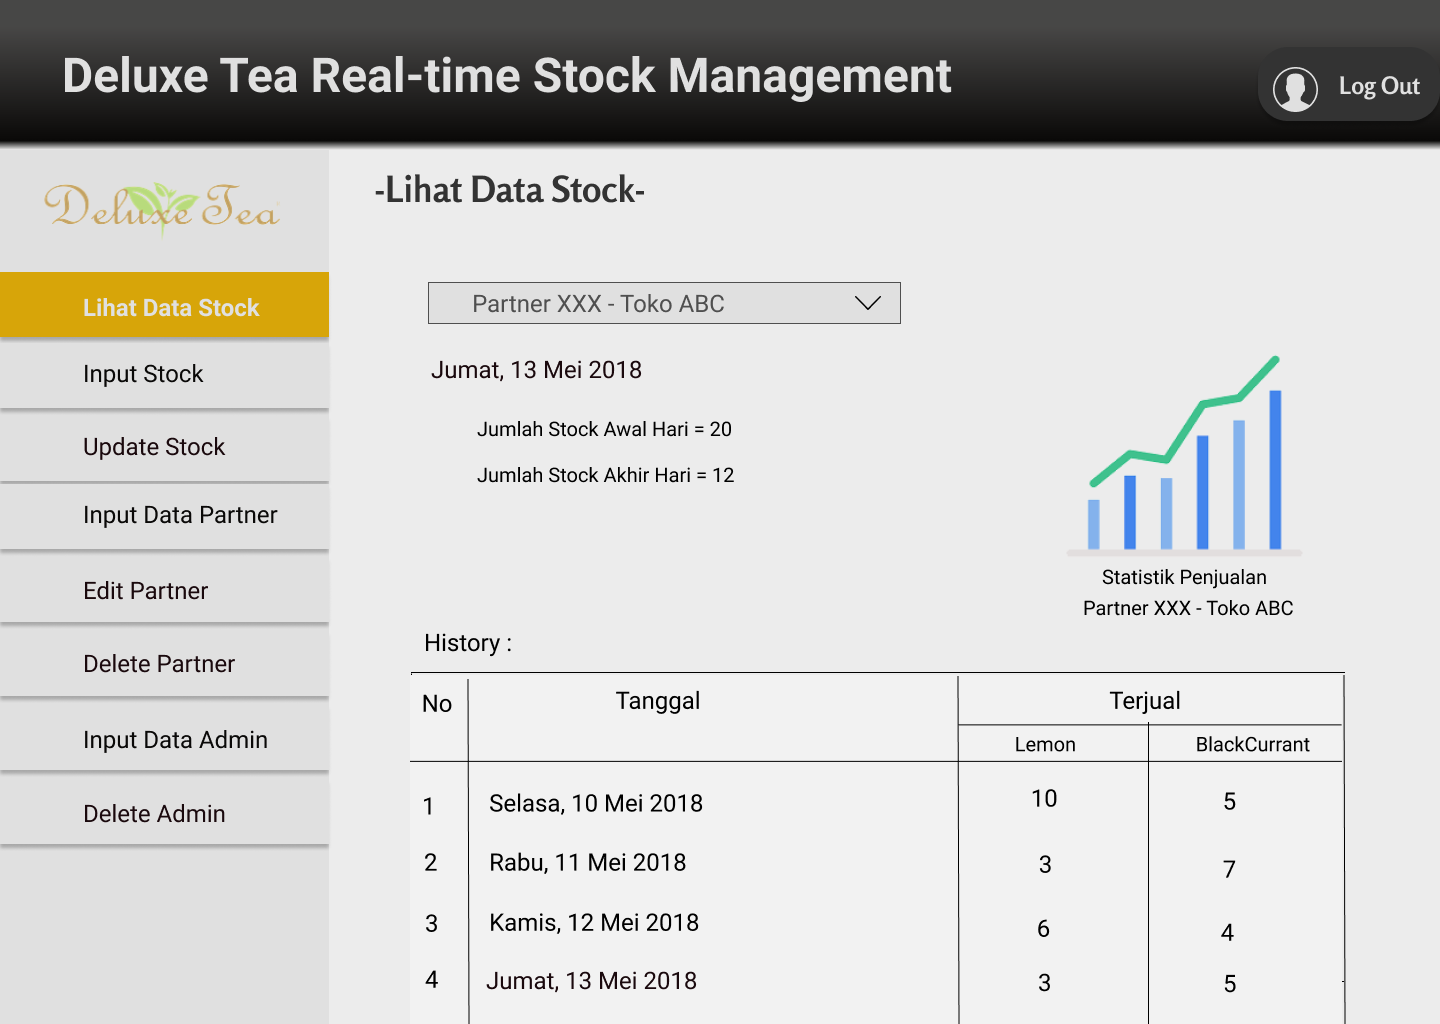 Deluxe Tea Real-time Stock Management
Log Out
Deluxe Tea
-Lihat Data Stock-
Lihat Data Stock
Input Stock
Update Stock
Input Data Partner
Edit Partner
Delete Partner
Input Data Admin
Delete Admin
Partner XXX - Toko ABC
Jumat, 13 Mei 2018
Jumlah Stock Awal Hari = 20
Jumlah Stock Akhir Hari = 12
Statistik Penjualan
Partner XXX - Toko ABC
History :
No Tanggal Terjual
Lemon BlackCurrant
1 Selasa, 10 Mei 2018 10 5
2 Rabu, 11 Mei 2018 3 7
3 Kamis, 12 Mei 2018 6 4
4 Jumat, 13 Mei 2018 3 5